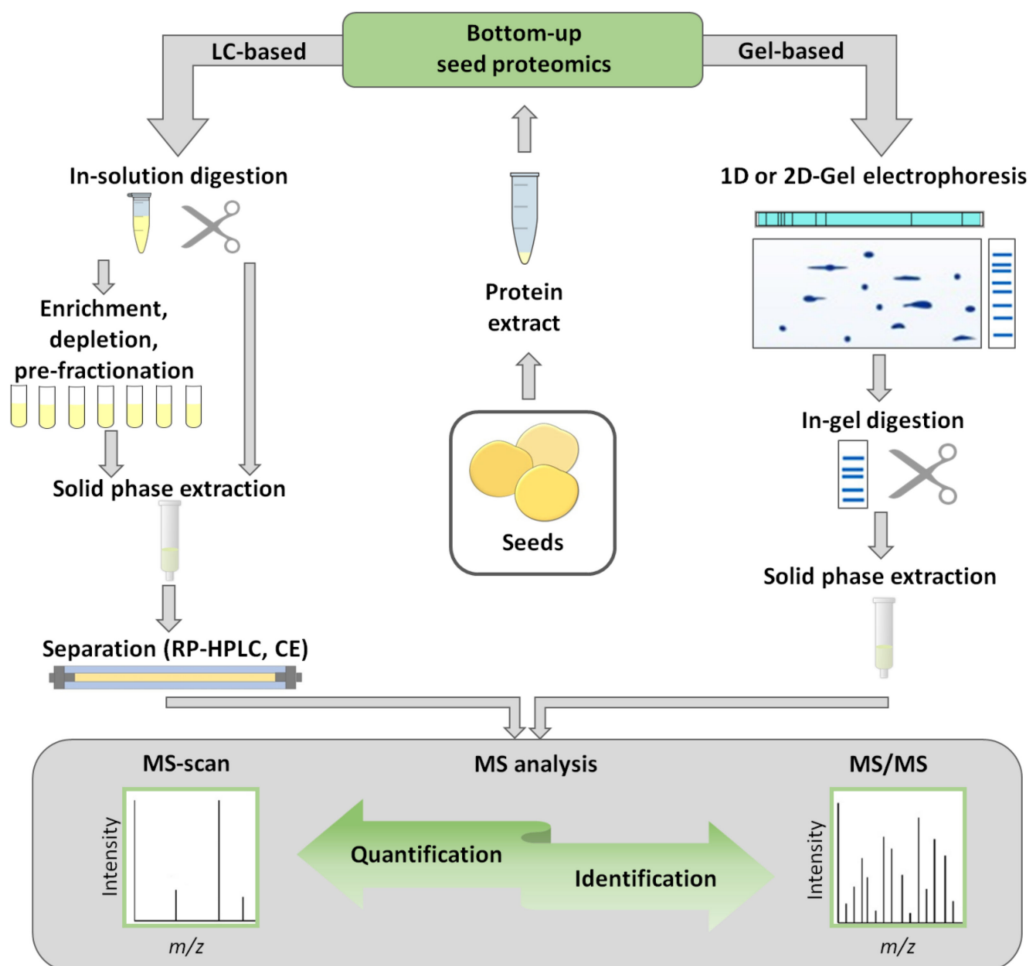 Bottom-up
seed proteomics
LC-based
Gel-based
In-solution digestion
Enrichment,
depletion,
pre-fractionation
Solid phase extraction
Separation (RP-HPLC, CE)
Protein
extract
Seeds
1D or 2D-Gel electrophoresis
In-gel digestion
Solid phase extraction
MS-scan
MS analysis
MS/MS
Intensity
m/z
Quantification
Identification
Intensity
m/z